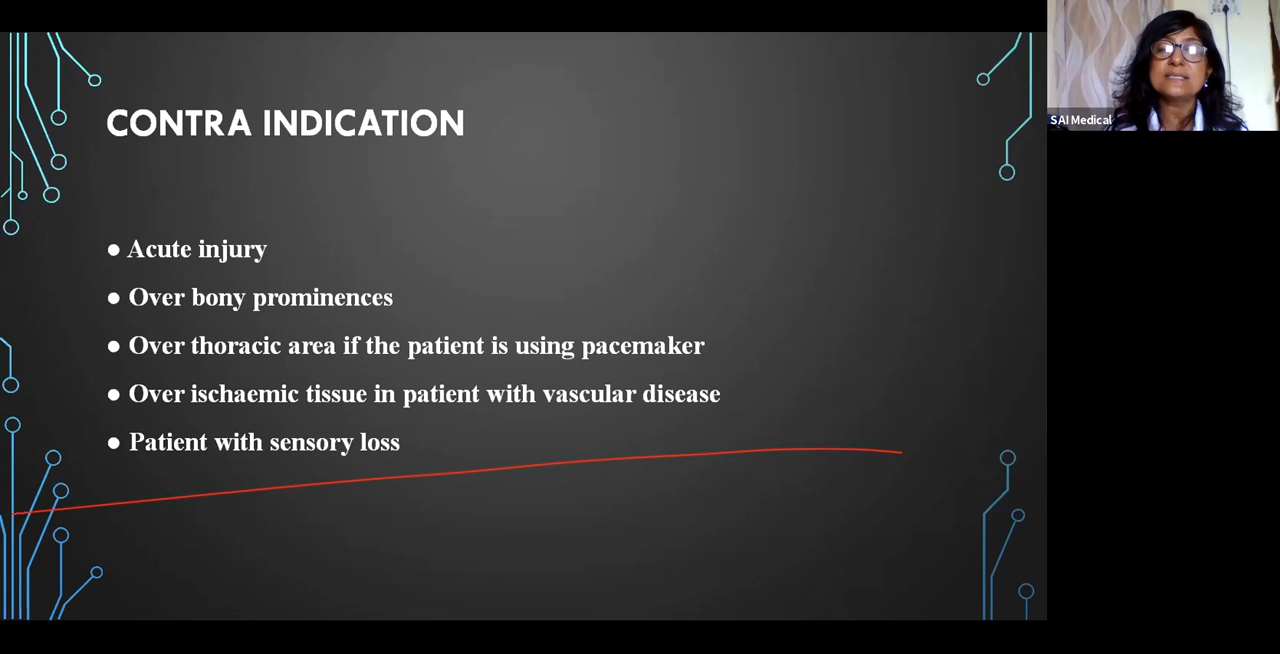 CONTRA INDICATION
● Acute injury
● Over bony prominences
● Over thoracic area if the patient is using pacemaker
● Over ischaemic tissue in patient with vascular disease
● Patient with sensory loss
SAI Medical